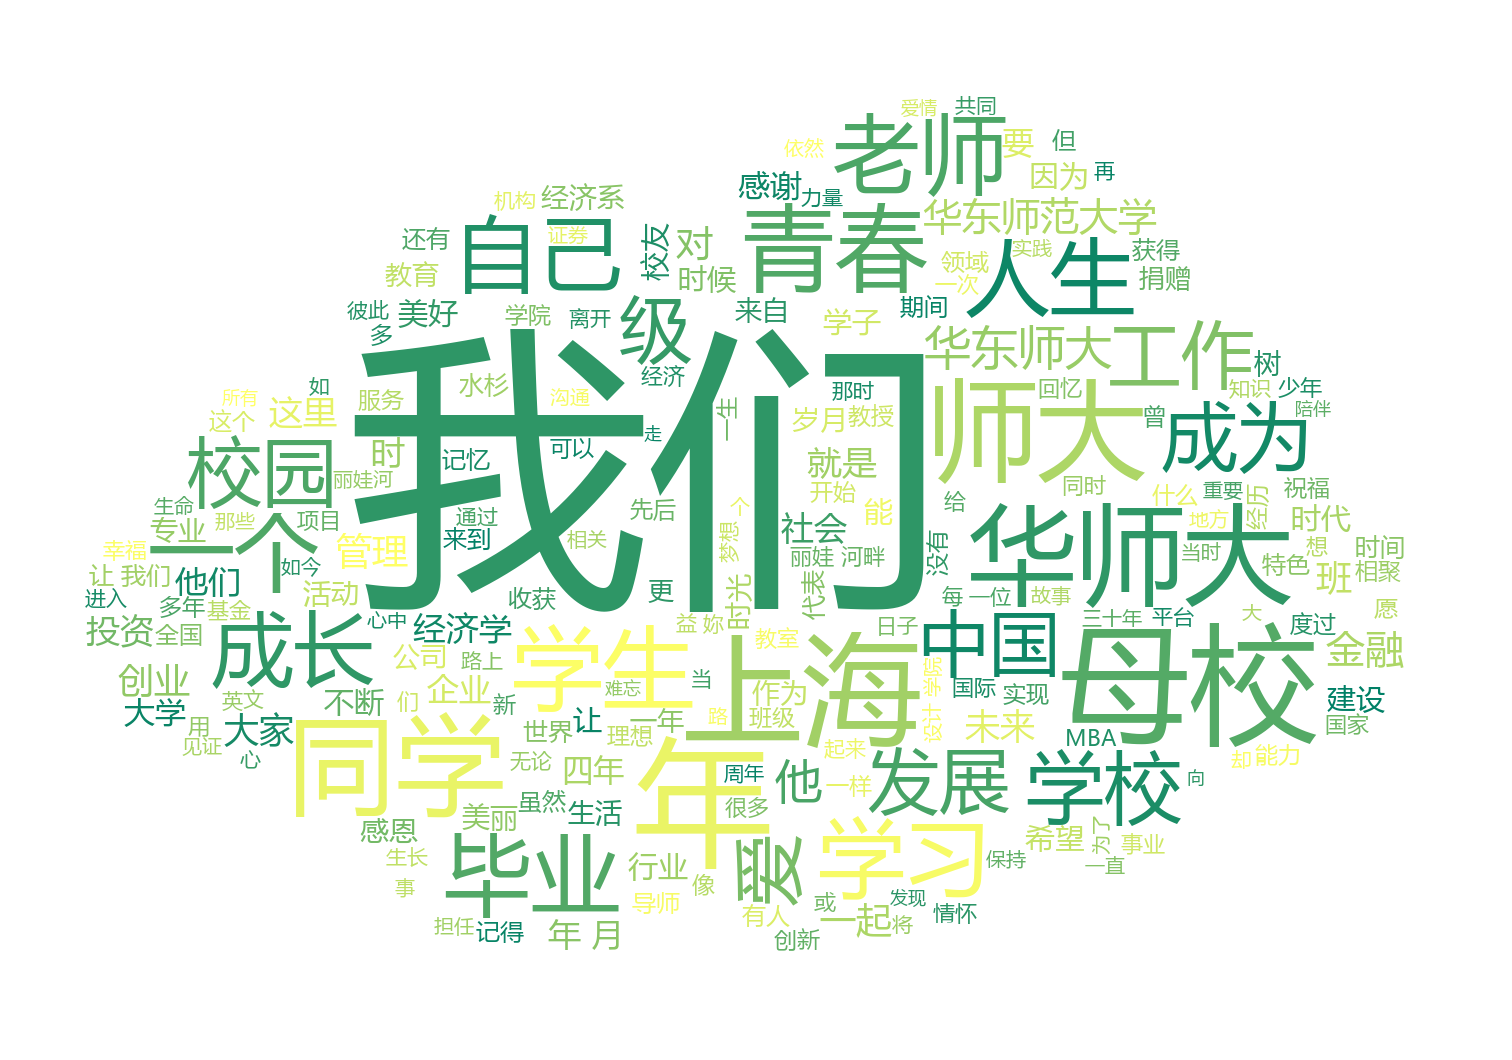 爱情 共同
老师 要 但
依然
因为 再
感谢 力量
机构 经济系
华东师范大学
自己 证券 校友 对 青春
还有 人生 实践 获得
教育 时候 领域 一次 捐赠
彼此 美好 学院 离开 级 来自 学子 期间
多
华东师大 工作
我们
如 经济 那时 回忆 树 知识 少年
所有 服务 水杉 沟通 一生 师大 陪伴
这个 这里 岁月 教授 曾 成为
校园 时 记忆 可以 走 就是
丽娃河 开始 能 同时 什么 重要 经历 祝福
生命 先后 个 给 地方
专业 那些 项目 通过 社会 华师大 时代
一个 管理 来到 相关 梦想 没有 当时 想 时间
幸福 如今 丽娃 河畔 特色 班 相聚
让 我们 他们 活动 收获 更 时光 代表 每 一位 故事
进入 多年 基金 心中 益 妳 日子 三十年 平台 大 度过 愿
投资 全国 成长 经济学 学生 教室 中国 母校 金融
公司 路上 上海 学院
创业 企业 难忘 当 作为 国际 实现 建设
大学 英文 不断 们 新 让 一年 路 班级 设计 未来 国家
用 大家 世界 理想 起来 MBA
见证 心 同学 无论 四年 年 周年 他 一样 发展 学校 向 却 能力
美丽 虽然 生活 很多
感恩 希望 为了 事业
生长 毕业 行业 爱 学习 保持 一直
事 像 发现
导师 有人 或 一起 将 情怀
担任 记得 年 月 创新